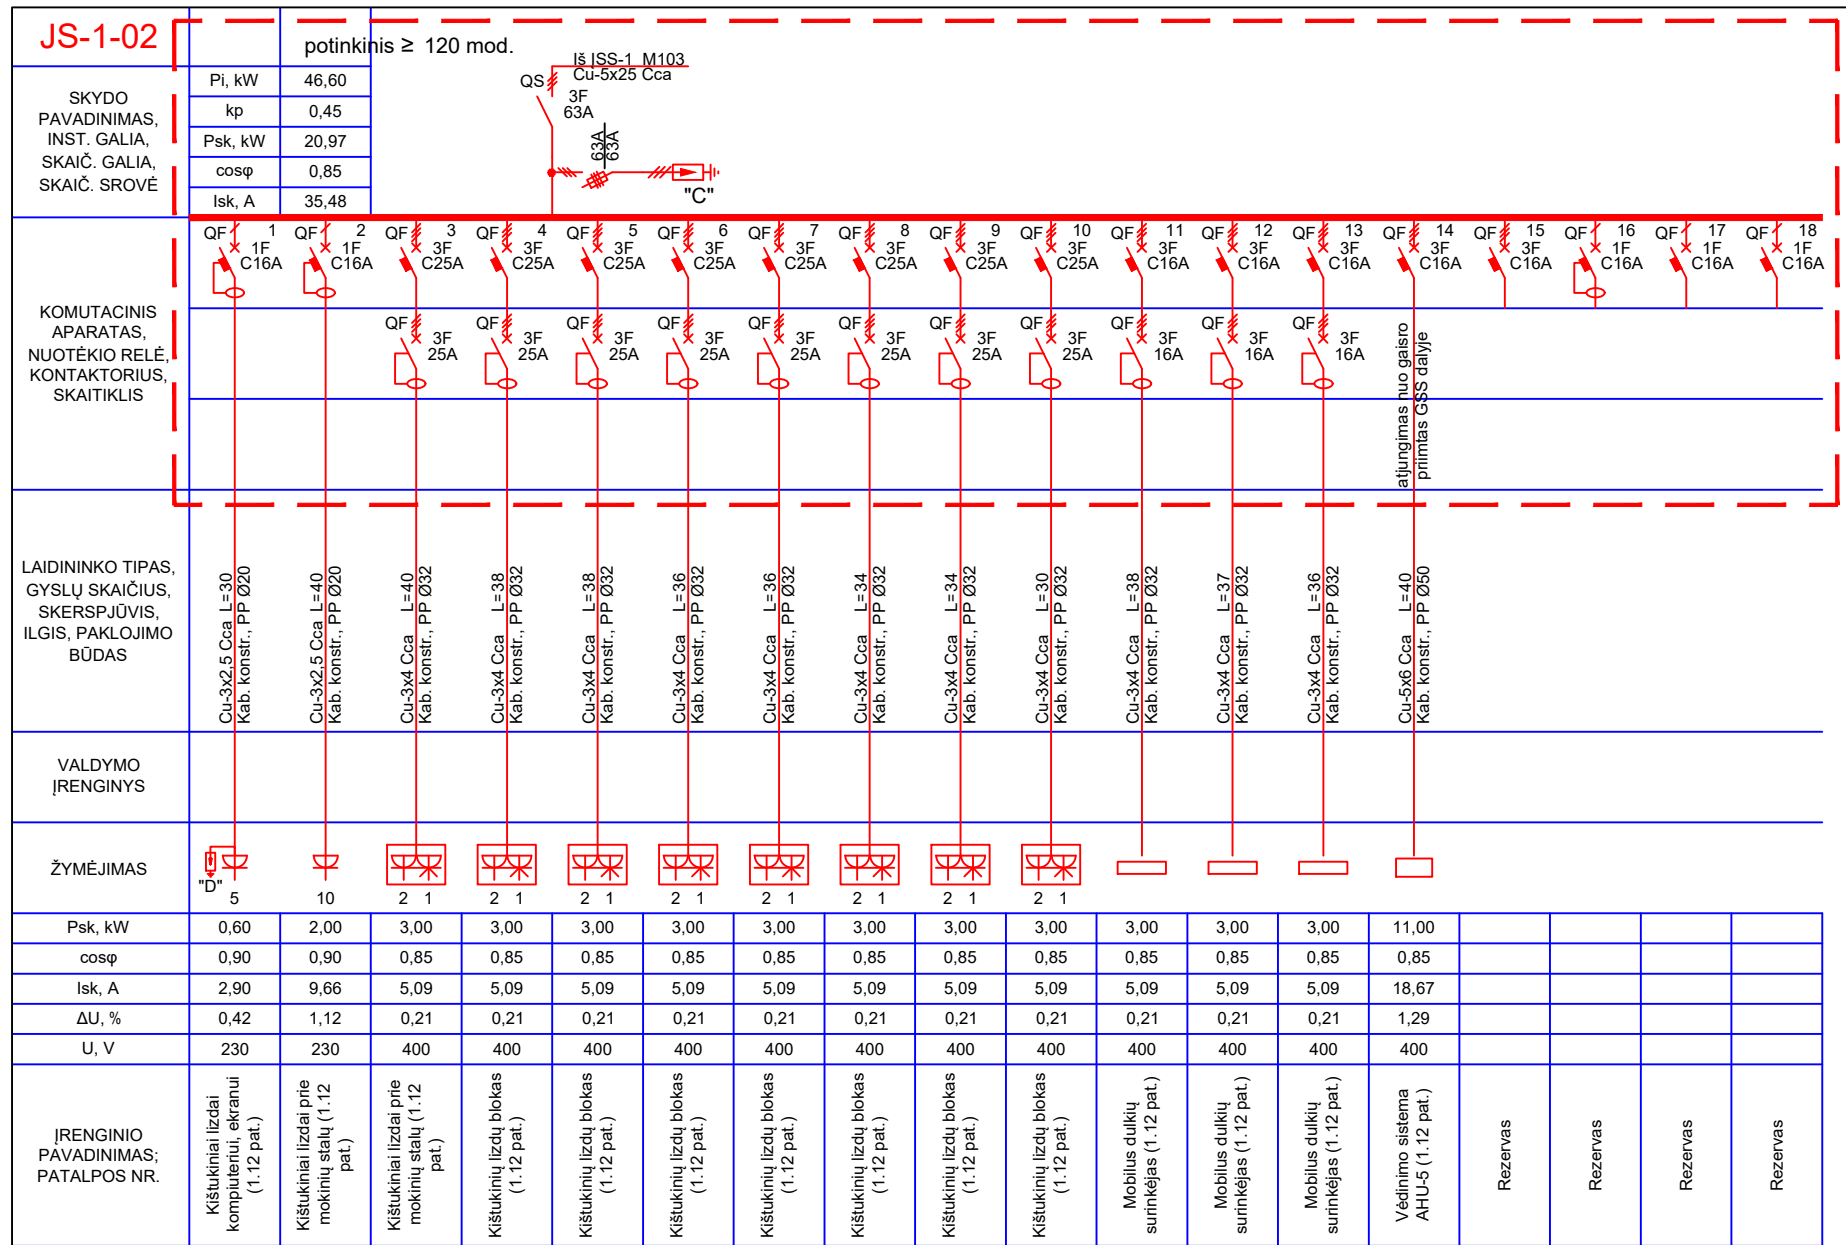 JS-1-02
potinkinis ≥ 120 mod.
SKYDO
PAVADINIMAS,
INST. GALIA,
SKAIČ. GALIA,
SKAIČ. SROVĖ
Pi, kW 46,60
kp 0,45
Psk, kW 20,97
cosφ 0,85
Isk, A 35,48
Iš ĮSS-1 M103
Cu-5x25 Cca
QS
3F
63A
63A
63A
"C"
KOMUTACINIS
APARATAS,
NUOTĖKIO RELĖ,
KONTAKTORIUS,
SKAITIKLIS
QF 1 QF 2 QF 3 QF 4 QF 5 QF 6 QF 7 QF 8 QF 9 QF 10 QF 11 QF 12 QF 13 QF 14 QF 15 QF 16 QF 17 QF 18
1F 1F 3F 3F 3F 3F 3F 3F 3F 3F 3F 3F 3F 3F 3F 1F 1F 1F
C16A C16A C25A C25A C25A C25A C25A C25A C25A C25A C16A C16A C16A C16A C16A C16A C16A C16A
QF QF QF QF QF QF QF QF QF QF QF
3F 3F 3F 3F 3F 3F 3F 3F 3F 3F 3F
25A 25A 25A 25A 25A 25A 25A 25A 16A 16A 16A
atjungimas nuo gaisro
priimtas GSS dalyje
LAIDININKO TIPAS,
GYSLŲ SKAIČIUS,
SKERSPJŪVIS,
ILGIS, PAKLOJIMO
BŪDAS
Cu-3x2,5 Cca L=30
Kab. konstr., PP Ø20
Cu-3x2,5 Cca L=40
Kab. konstr., PP Ø20
Cu-3x4 Cca L=40
Kab. konstr., PP Ø32
Cu-3x4 Cca L=38
Kab. konstr., PP Ø32
Cu-3x4 Cca L=38
Kab. konstr., PP Ø32
Cu-3x4 Cca L=36
Kab. konstr., PP Ø32
Cu-3x4 Cca L=36
Kab. konstr., PP Ø32
Cu-3x4 Cca L=34
Kab. konstr., PP Ø32
Cu-3x4 Cca L=34
Kab. konstr., PP Ø32
Cu-3x4 Cca L=30
Kab. konstr., PP Ø32
Cu-3x4 Cca L=38
Kab. konstr., PP Ø32
Cu-3x4 Cca L=37
Kab. konstr., PP Ø32
Cu-3x4 Cca L=36
Kab. konstr., PP Ø32
Cu-5x6 Cca L=40
Kab. konstr., PP Ø50
VALDYMO
ĮRENGINYS
ŽYMĖJIMAS
"D"
5 10 2 1 2 1 2 1 2 1 2 1 2 1 2 1 2 1
Psk, kW 0,60 2,00 3,00 3,00 3,00 3,00 3,00 3,00 3,00 3,00 3,00 3,00 3,00 11,00
cosφ 0,90 0,90 0,85 0,85 0,85 0,85 0,85 0,85 0,85 0,85 0,85 0,85 0,85 0,85
Isk, A 2,90 9,66 5,09 5,09 5,09 5,09 5,09 5,09 5,09 5,09 5,09 5,09 5,09 18,67
ΔU, % 0,42 1,12 0,21 0,21 0,21 0,21 0,21 0,21 0,21 0,21 0,21 0,21 0,21 1,29
U, V 230 230 400 400 400 400 400 400 400 400 400 400 400 400
ĮRENGINIO
PAVADINIMAS;
PATALPOS NR.
Kištukiniai lizdai
kompiuteriui, ekranui
(1.12 pat.)
Kištukiniai lizdai prie
mokinių stalų (1.12
pat.)
Kištukiniai lizdai prie
mokinių stalų (1.12
pat.)
Kištukinių lizdų blokas
(1.12 pat.)
Kištukinių lizdų blokas
(1.12 pat.)
Kištukinių lizdų blokas
(1.12 pat.)
Kištukinių lizdų blokas
(1.12 pat.)
Kištukinių lizdų blokas
(1.12 pat.)
Kištukinių lizdų blokas
(1.12 pat.)
Kištukinių lizdų blokas
(1.12 pat.)
Mobilus dulkių
surinkėjas (1.12 pat.)
Mobilus dulkių
surinkėjas (1.12 pat.)
Mobilus dulkių
surinkėjas (1.12 pat.)
Vėdinimo sistema
AHU-5 (1.12 pat.)
Rezervas
Rezervas
Rezervas
Rezervas